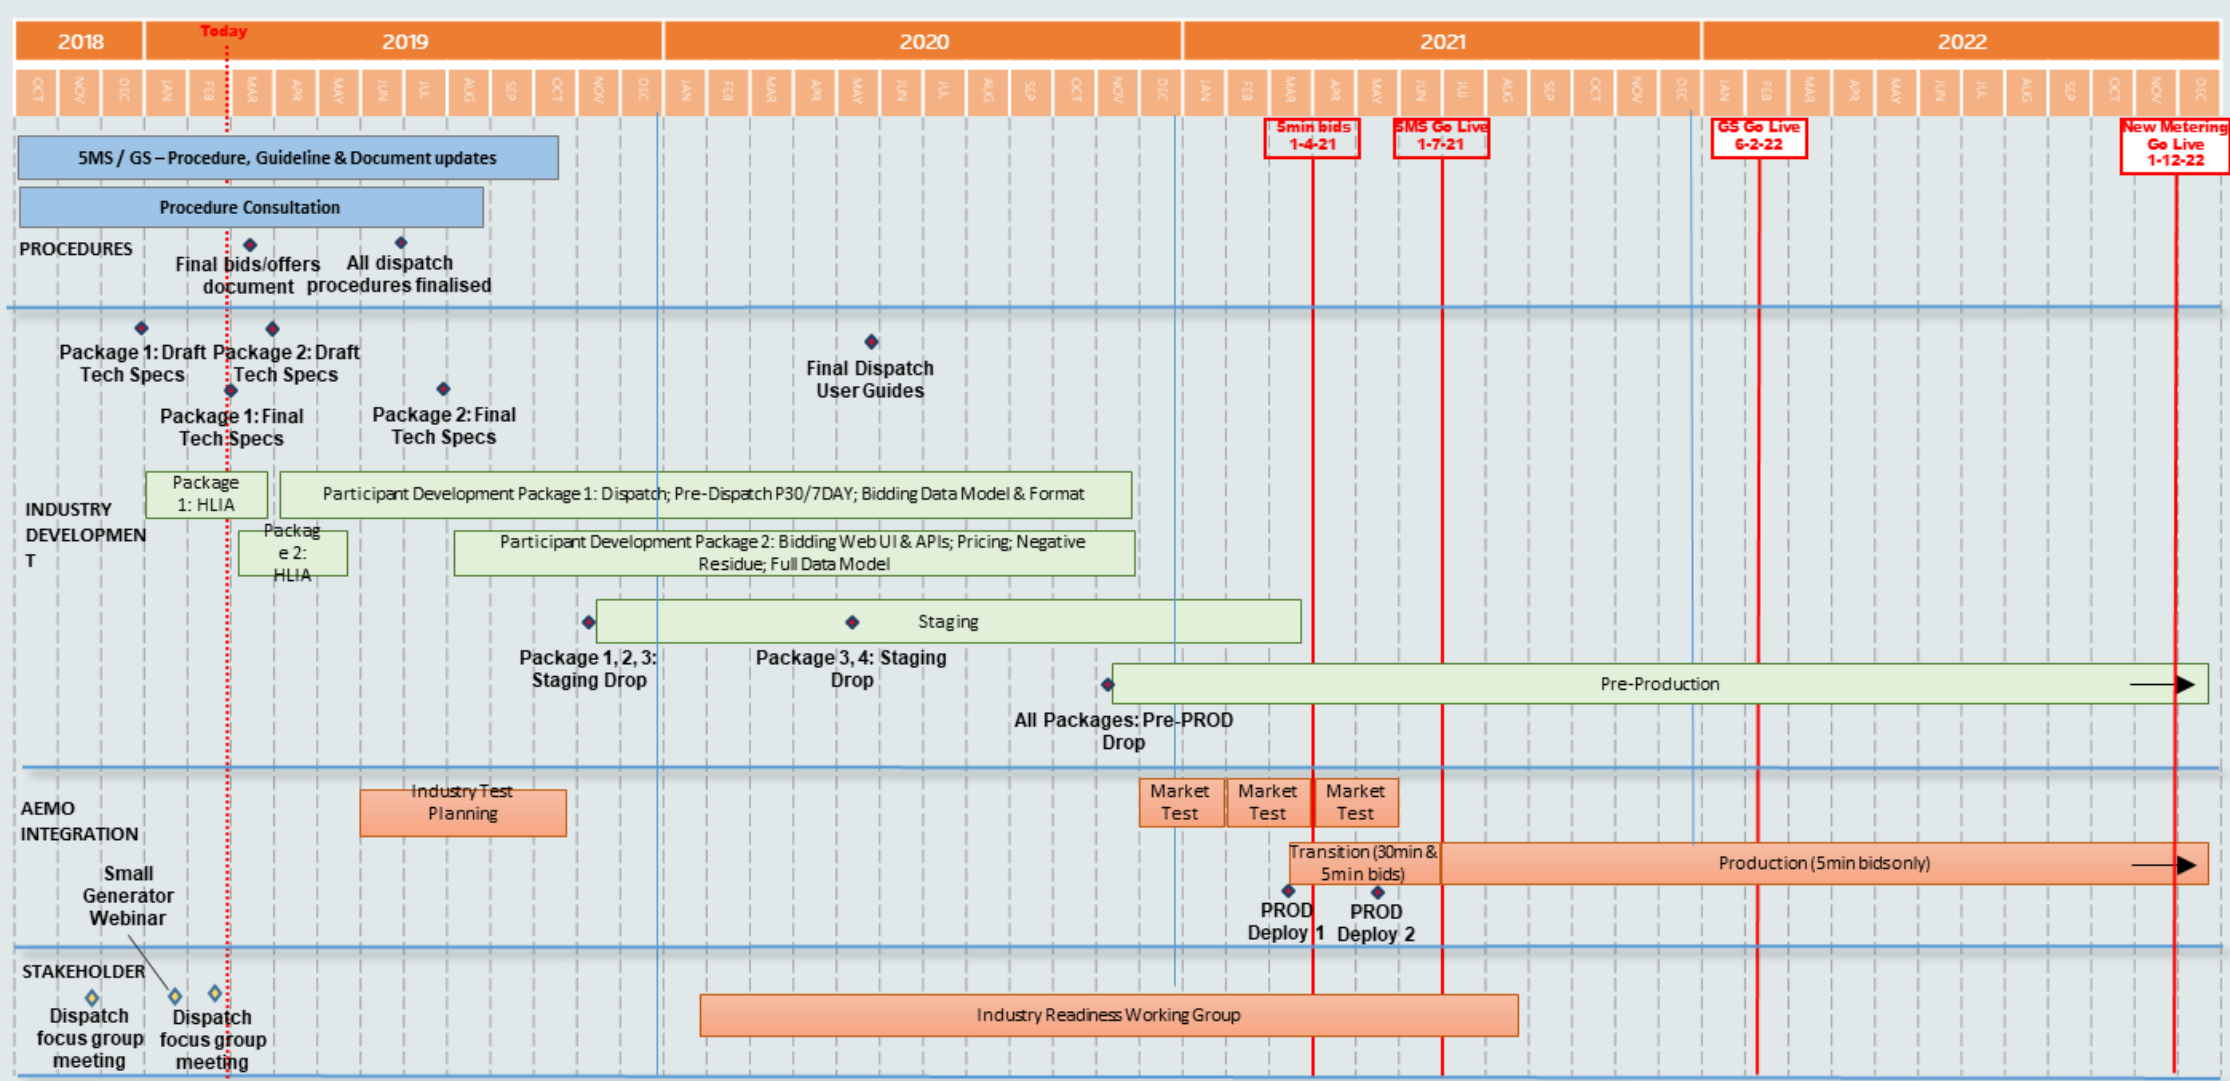 Today
2018
2019
2020
2021
2022
OCT NOV DEC JAN FEB MAR APR MAY JUN JUL AUG SEP OCT NOV DEC JAN FEB MAR APR MAY JUN JUL AUG SEP OCT NOV DEC JAN FEB MAR APR MAY JUN JUL AUG SEP OCT NOV DEC JAN FEB MAR APR MAY JUN JUL AUG SEP OCT NOV DEC
5min bids
1-4-21
5MS Go Live
1-7-21
GS Go Live
6-2-22
New Metering
Go Live
1-12-22
5MS / GS – Procedure, Guideline & Document updates
Procedure Consultation
PROCEDURES
Final bids/offers
document
All dispatch
procedures finalised
Package 1: Draft
Tech Specs
Package 2: Draft
Tech Specs
Package 1: Final
Tech Specs
Package 2: Final
Tech Specs
Final Dispatch
User Guides
INDUSTRY
DEVELOPMEN
T
Package
1: HLIA
Participant Development Package 1: Dispatch; Pre-Dispatch P30/7DAY; Bidding Data Model & Format
Packag
e 2:
HLIA
Participant Development Package 2: Bidding Web UI & APIs; Pricing; Negative
Residue; Full Data Model
Staging
Package 1, 2, 3:
Staging Drop
Package 3, 4: Staging
Drop
Pre-Production
All Packages: Pre-PROD
Drop
AEMO
INTEGRATION
Industry Test
Planning
Market
Test
Market
Test
Market
Test
Transition (30min &
5min bids)
Production (5min bids only)
PROD
Deploy 1
PROD
Deploy 2
Small
Generator
Webinar
STAKEHOLDER
Dispatch
focus group
meeting
Dispatch
focus group
meeting
Industry Readiness Working Group